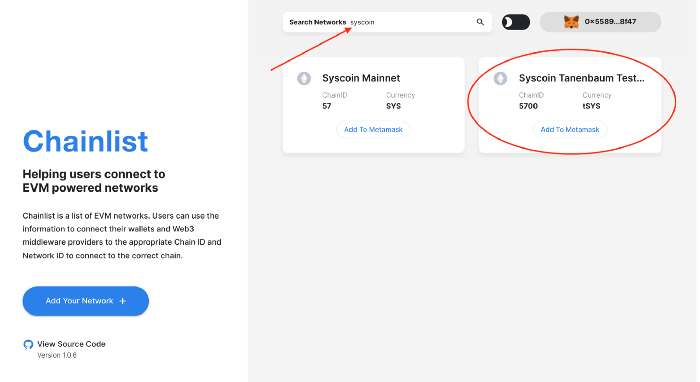 Search Networks syscoin
0x5589...8f47
Syscoin Mainnet
ChainID Currency
57 SYS
Add To Metamask
Syscoin Tanenbaum Test...
ChainID Currency
5700 tSYS
Add To Metamask
Chainlist
Helping users connect to
EVM powered networks
Chainlist is a list of EVM networks. Users can use the
information to connect their wallets and Web3
middleware providers to the appropriate Chain ID and
Network ID to connect to the correct chain.
Add Your Network +
View Source Code
Version 1.0.6